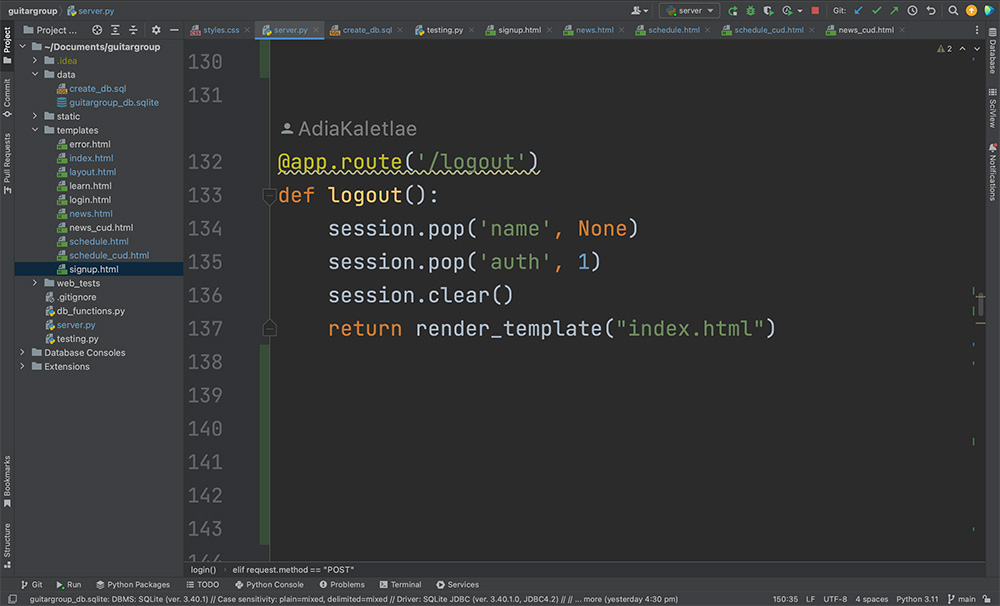 guitargroup server.py
server
Git:
Project ...
styles.css server.py create_db.sql testing.py signup.html news.html schedule.html schedule_cud.html news_cud.html
~/Documents/guitargroup
.idea
data
create_db.sql
guitargroup_db.sqlite
static
templates
error.html
index.html
layout.html
learn.html
login.html
news.html
news_cud.html
schedule.html
schedule_cud.html
signup.html
web_tests
.gitignore
db_functions.py
server.py
testing.py
Database Consoles
Extensions
Project
Commit
Pull Requests
Bookmarks
Structure
2
130
131
AdiaKaletlae
132 @app.route('/logout')
133 def logout():
134 session.pop('name', None)
135 session.pop('auth', 1)
136 session.clear()
137 return render_template("index.html")
138
139
140
141
142
143
144
Database
SciView
Notifications
login() elif request.method == "POST"
Git Run Python Packages TODO Python Console Problems Terminal Services
guitargroup_db.sqlite: DBMS: SQLite (ver. 3.40.1) // Case sensitivity: plain=mixed, delimited=mixed // Driver: SQLite JDBC (ver. 3.40.1.0, JDBC4.2) // // ... more (yesterday 4:30 pm) 150:35 LF UTF-8 4 spaces Python 3.11 main